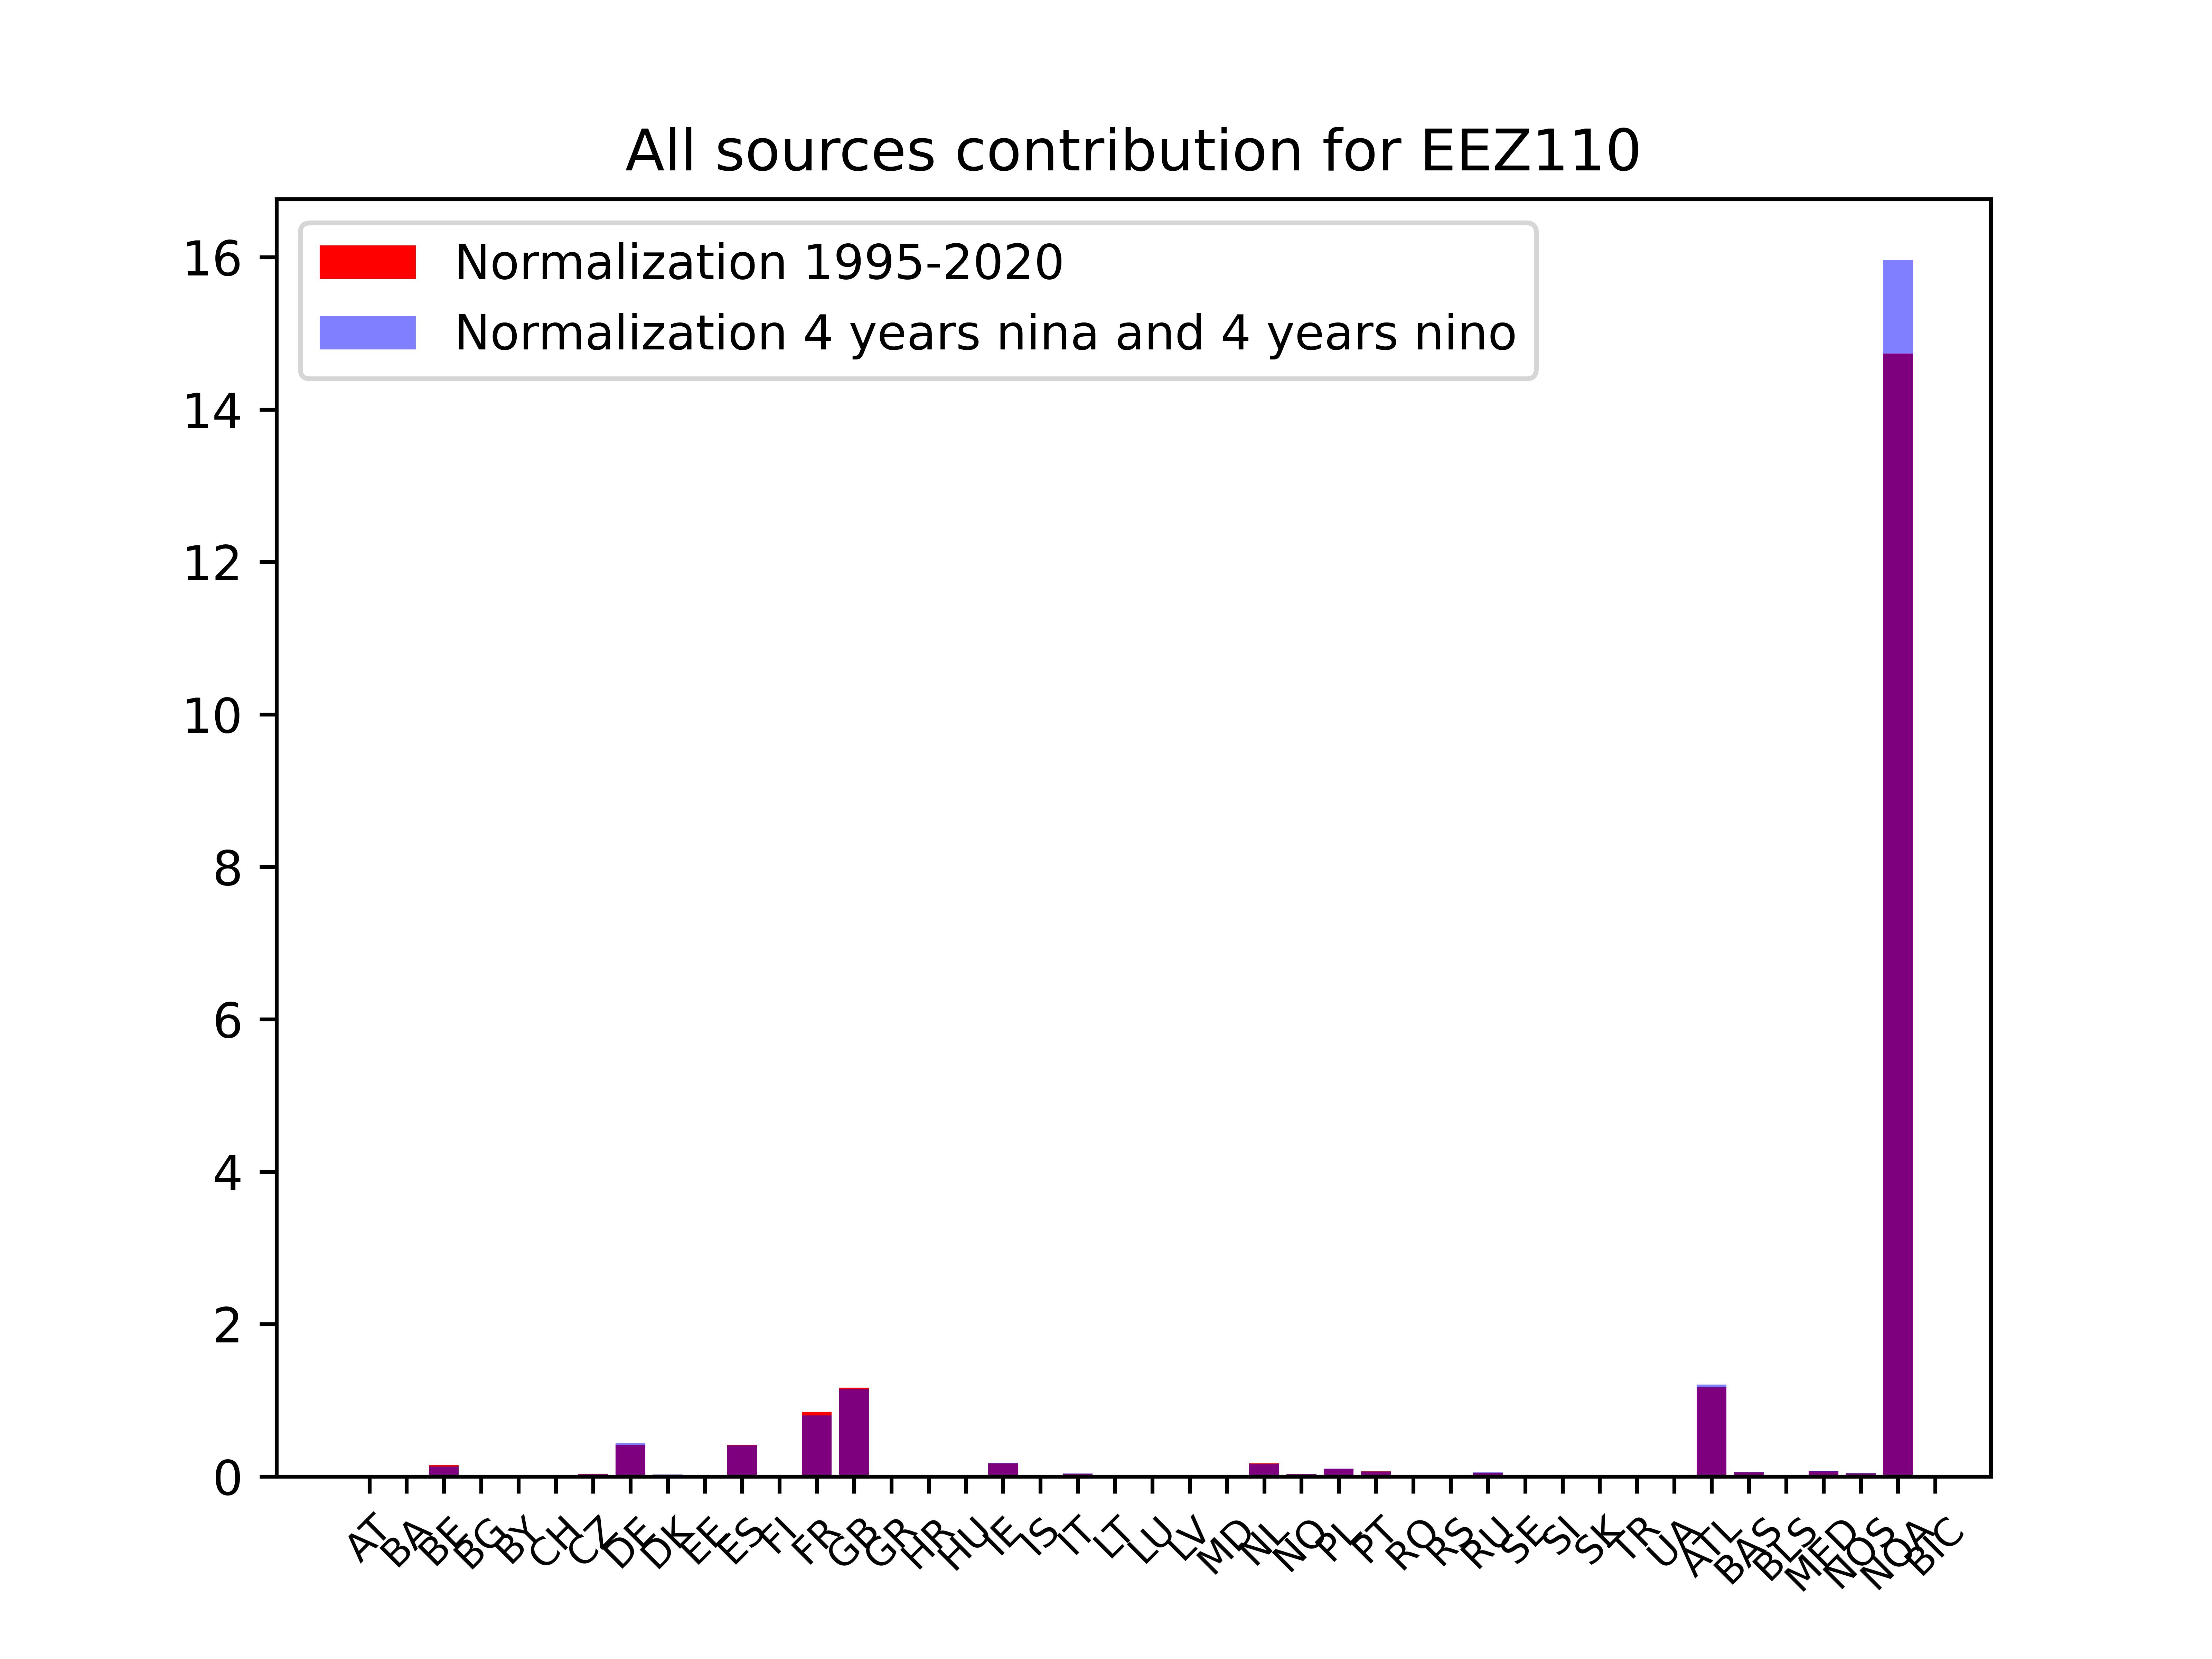 All sources contribution for EEZ110
Normalization 1995-2020
Normalization 4 years nina and 4 years nino
16
14
12
10
8
6
4
2
0
AT BA BE BG BY CH CZ DE DK EE ES FI FR GB GR HR HU IE IS IT LT LU LV MD NL NO PL PT RO RS RU SE SI SK TR UA ATL BAS BLS MED NOS NOA BIC